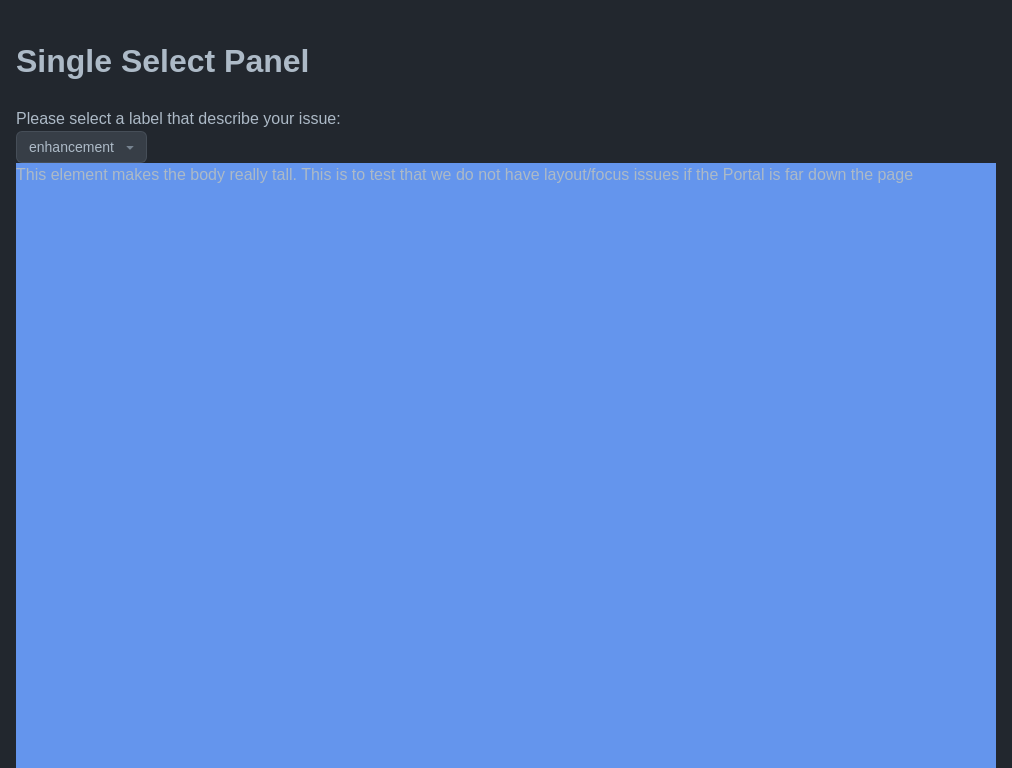 Single Select Panel
Please select a label that describe your issue:
enhancement
This element makes the body really tall. This is to test that we do not have layout/focus issues if the Portal is far down the page